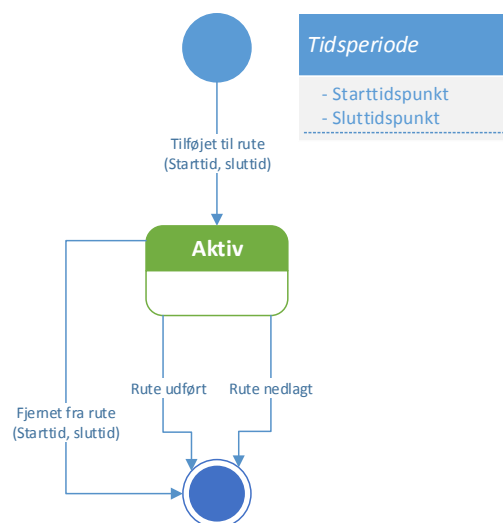 Tidsperiode
- Starttidspunkt
- Sluttidspunkt
Tilføjet til rute
(Starttid, sluttid)
Aktiv
Rute udført
Rute nedlagt
Fjernet fra rute
(Starttid, sluttid)